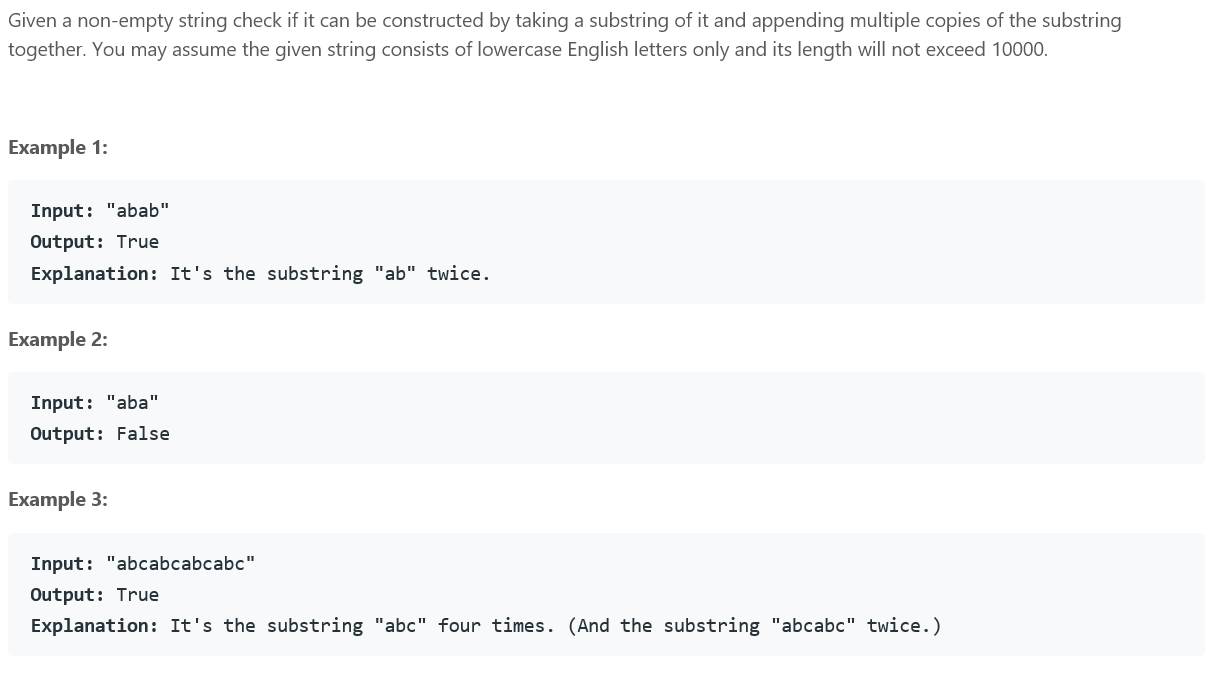 Given a non-empty string check if it can be constructed by taking a substring of it and appending multiple copies of the substring
together. You may assume the given string consists of lowercase English letters only and its length will not exceed 10000.
Example 1:
Input: "abab"
Output: True
Explanation: It's the substring "ab" twice.
Example 2:
Input: "aba"
Output: False
Example 3:
Input: "abcabcabcabc"
Output: True
Explanation: It's the substring "abc" four times. (And the substring "abcabc" twice.)